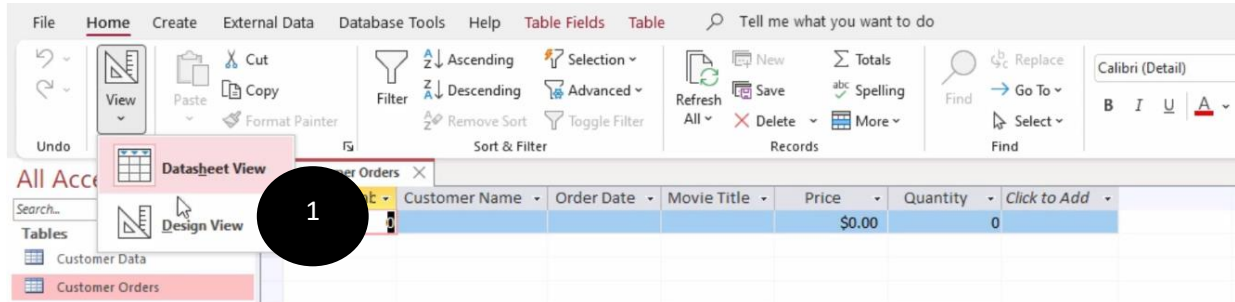 File Home Create External Data Database Tools Help Table Fields Table Tell me what you want to do
View
Paste
Cut
Copy
Format Painter
Filter
Ascending
Descending
Remove Sort
Selection
Advanced
Toggle Filter
Refresh
All
New
Save
Delete
Totals
Spelling
More
Find
Replace
Go To
Select
Calibri (Detail)
B I U A
Undo
Sort & Filter
Records
Find
Datasheet View
Design View
1
All
Search...
Tables
Customer Data
Customer Orders
Orders
Customer Name Order Date Movie Title Price Quantity Click to Add
0 $0.00 0